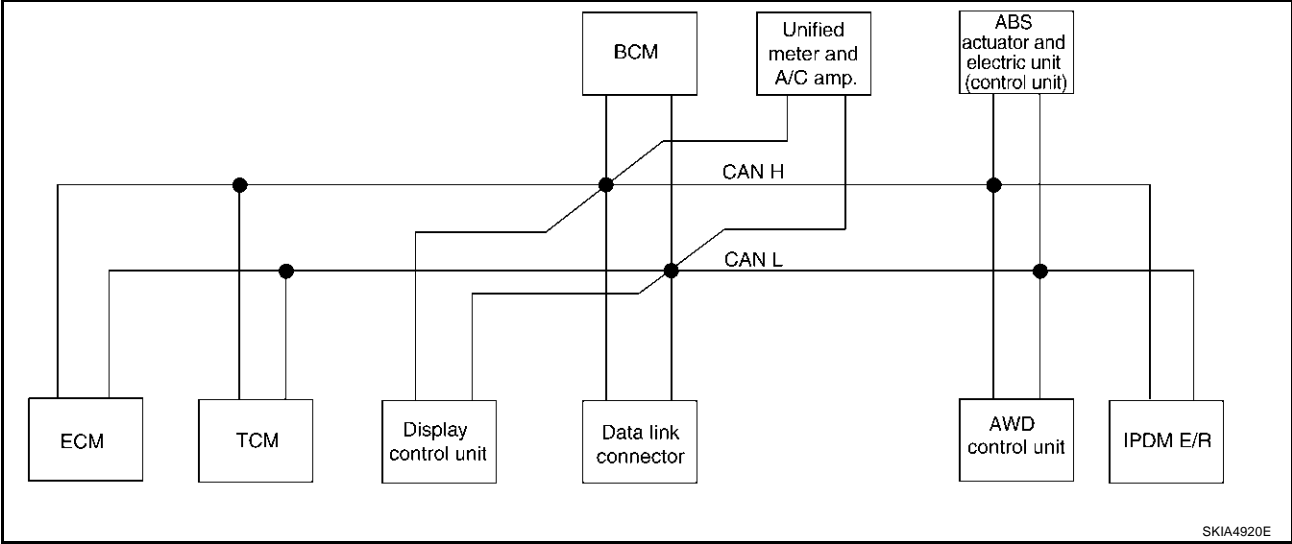 BCM
Unified
meter and
A/C amp.
ABS
actuator and
electric unit
(control unit)
CAN H
CAN L
ECM
TCM
Display
control unit
Data link
connector
AWD
control unit
IPDM E/R
SKIA4920E